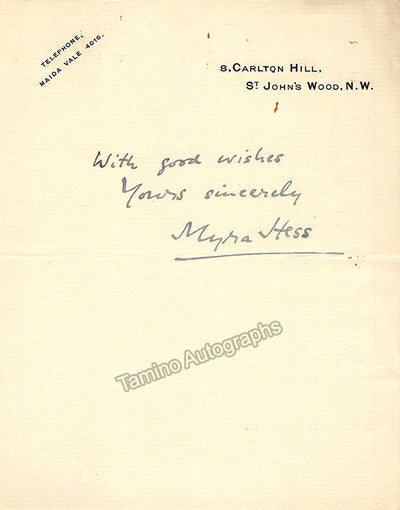 TELEPHONE,
MAIDA VALE 4016.
8, CARLTON HILL,
ST JOHN'S WOOD, N.W.
With good wishes
Yours sincerely
Myra Hess
Tamino Autographs